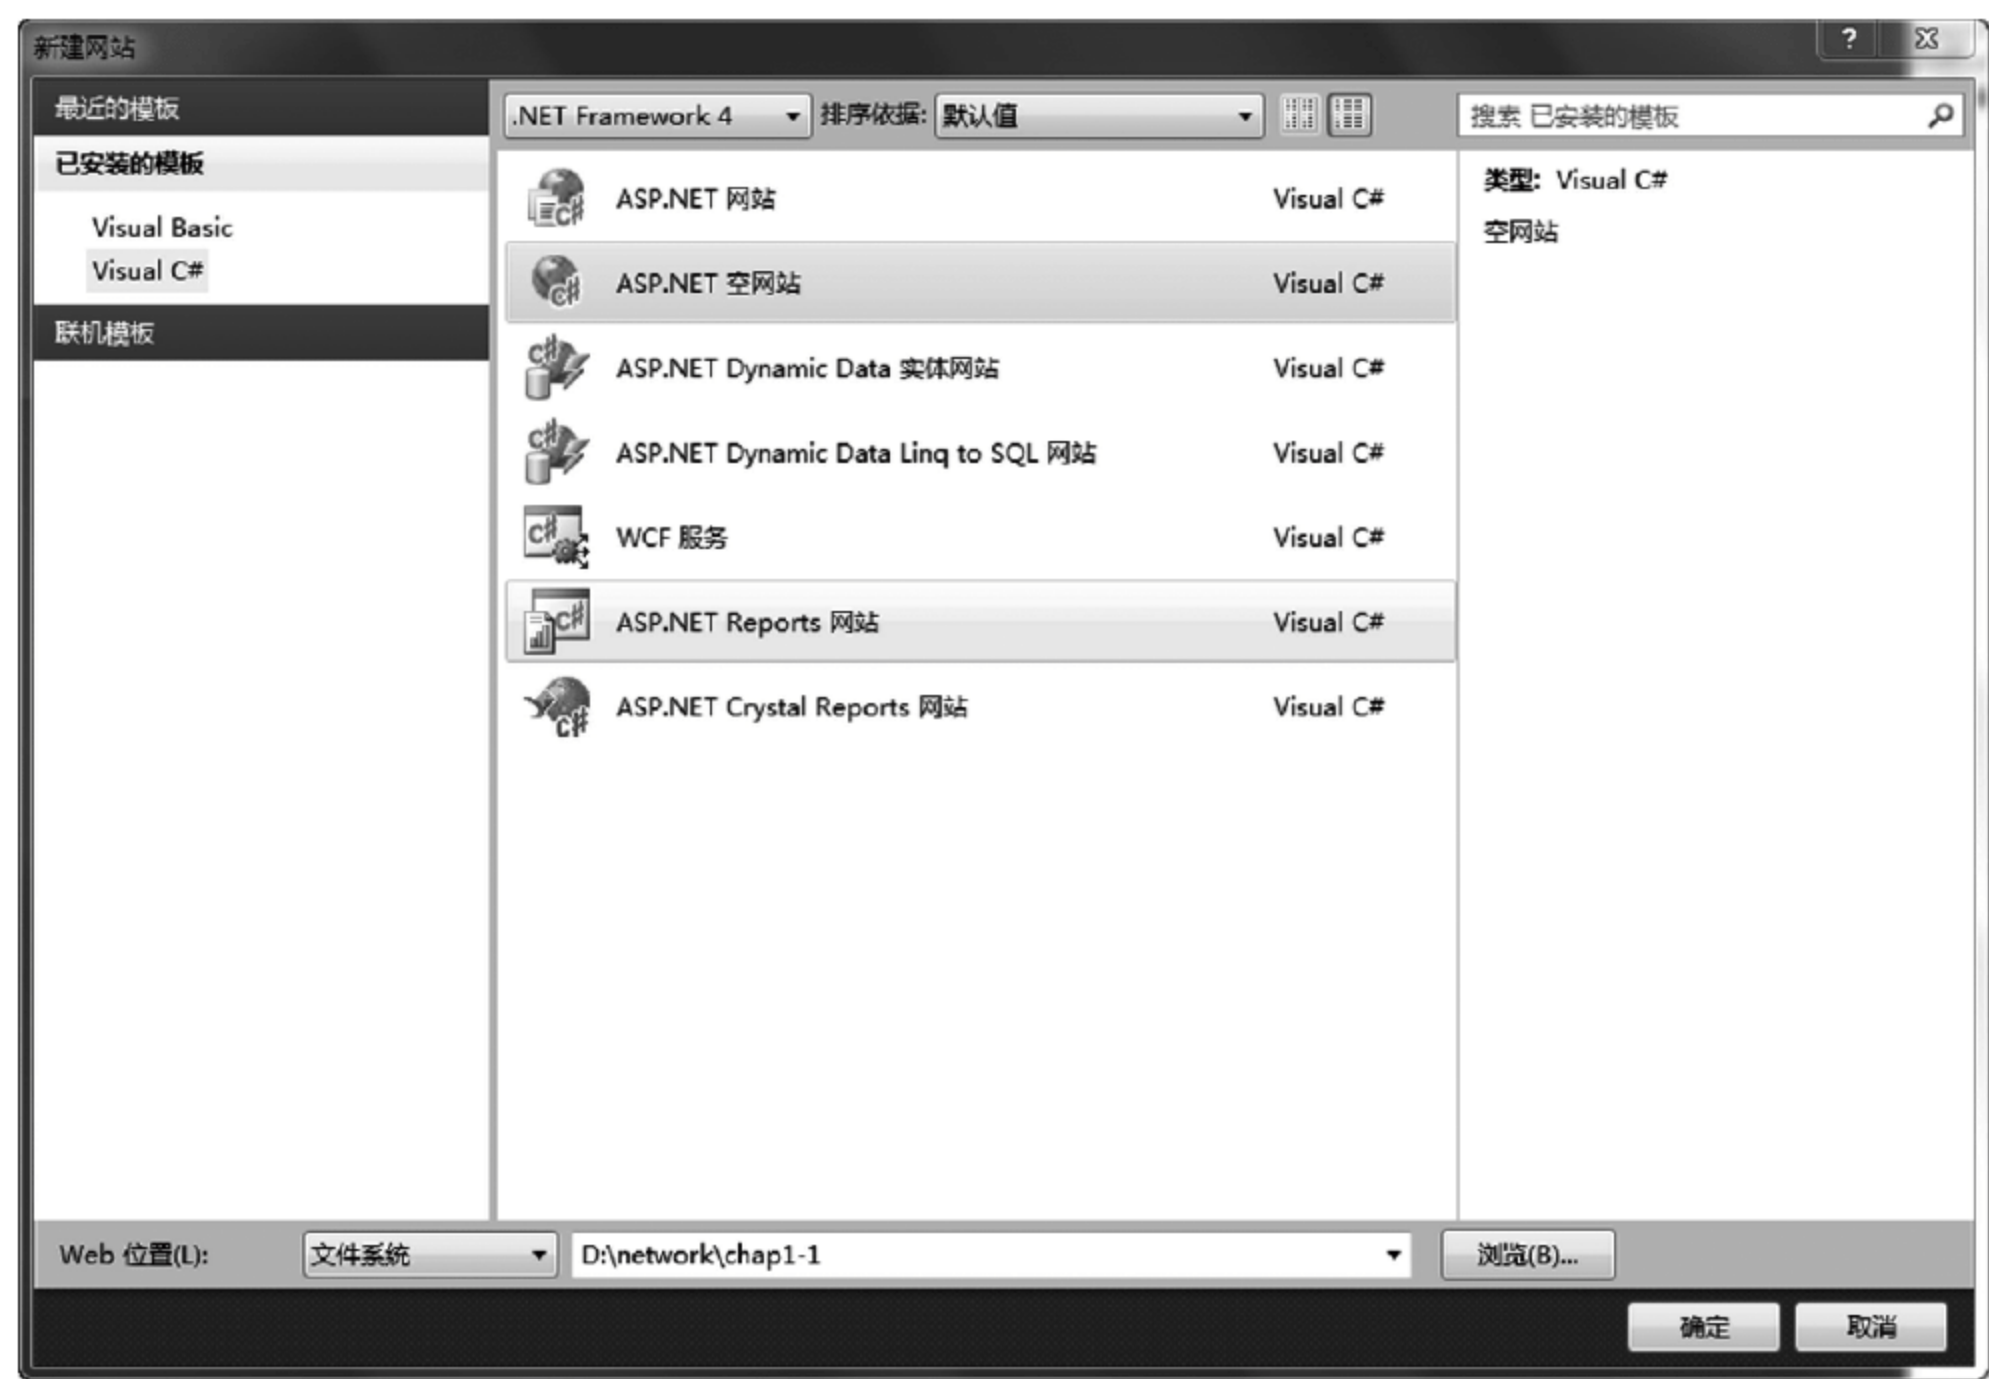 新建网站
最近的模板
已安装的模板
Visual Basic
Visual C#
联机模板
.NET Framework 4 排序依据: 默认值
搜索 已安装的模板
ASP.NET 网站 Visual C#
ASP.NET 空网站 Visual C#
ASP.NET Dynamic Data 实体网站 Visual C#
ASP.NET Dynamic Data Linq to SQL 网站 Visual C#
WCF 服务 Visual C#
ASP.NET Reports 网站 Visual C#
ASP.NET Crystal Reports 网站 Visual C#
类型: Visual C#
空网站
Web 位置(L): 文件系统 D:\network\chap1-1 浏览(B)...
确定 取消